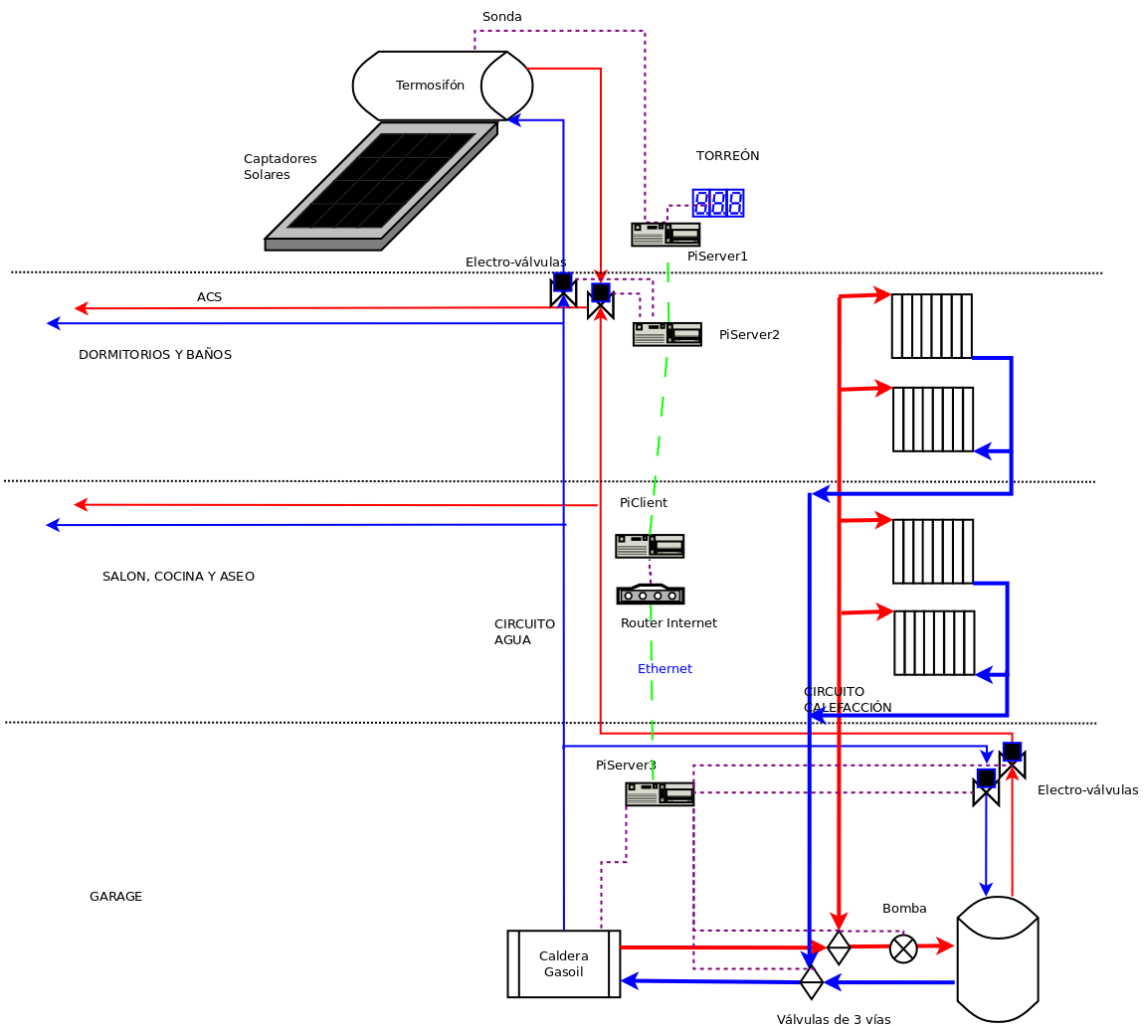 Sonda
Termosifón
Captadores
Solares
TORREÓN
888
PiServer1
Electro-válvulas
ACS
PiServer2
DORMITORIOS Y BAÑOS
PiClient
SALON, COCINA Y ASEO
CIRCUITO
AGUA
Router Internet
Ethernet
CIRCUITO
CALEFACCIÓN
PiServer3
Electro-válvulas
GARAGE
Bomba
Caldera
Gasoil
Válvulas de 3 vías